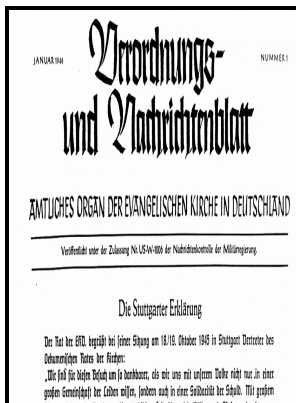 JANUAR 1946
NUMMER 1
Verordnungs-
und Nachrichtenblatt
AMTLICHES ORGAN DER EVANGELISCHEN KIRCHE IN DEUTSCHLAND
Veröffentlicht unter der Zulassung Nr. US-W-1006 der Nachrichtenkontrolle der Militärregierung.
Die Stuttgarter Erklärung
Der Rat der EKD. begrüßt bei seiner Sitzung am 18./19. Oktober 1945 in Stuttgart Vertreter des
Oekumenischen Rates der Kirchen:
„Wir sind für diesen Besuch um so dankbarer, als wir uns mit unserem Volke nicht nur in einer
großen Gemeinschaft der Leiden wissen, sondern auch in einer Solidarität der Schuld. Mit großem